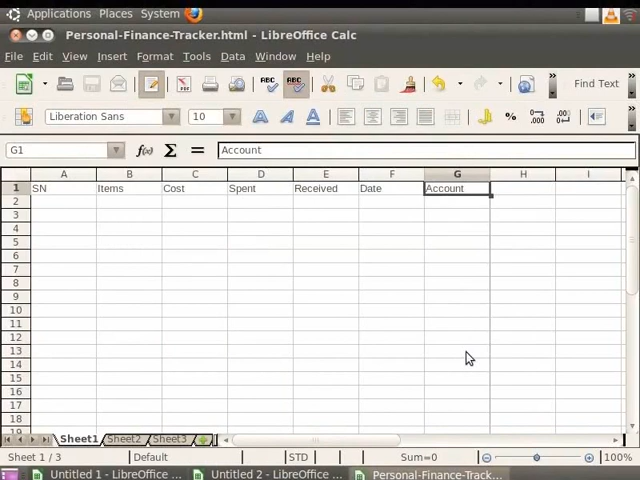 Applications Places System
Personal-Finance-Tracker.html - LibreOffice Calc
File Edit View Insert Format Tools Data Window Help
ABC ABC Find Text
Liberation Sans 10 A A A %
G1 f(x) Σ = Account
A B C D E F G H I
1 SN Items Cost Spent Received Date Account
2
3
4
5
6
7
8
9
10
11
12
13
14
15
16
17
18
Sheet1 Sheet2 Sheet3
Sheet 1 / 3 Default STD Sum=0 100%
Untitled 1 - LibreOffice ... Untitled 2 - LibreOffice ... Personal-Finance-Track...